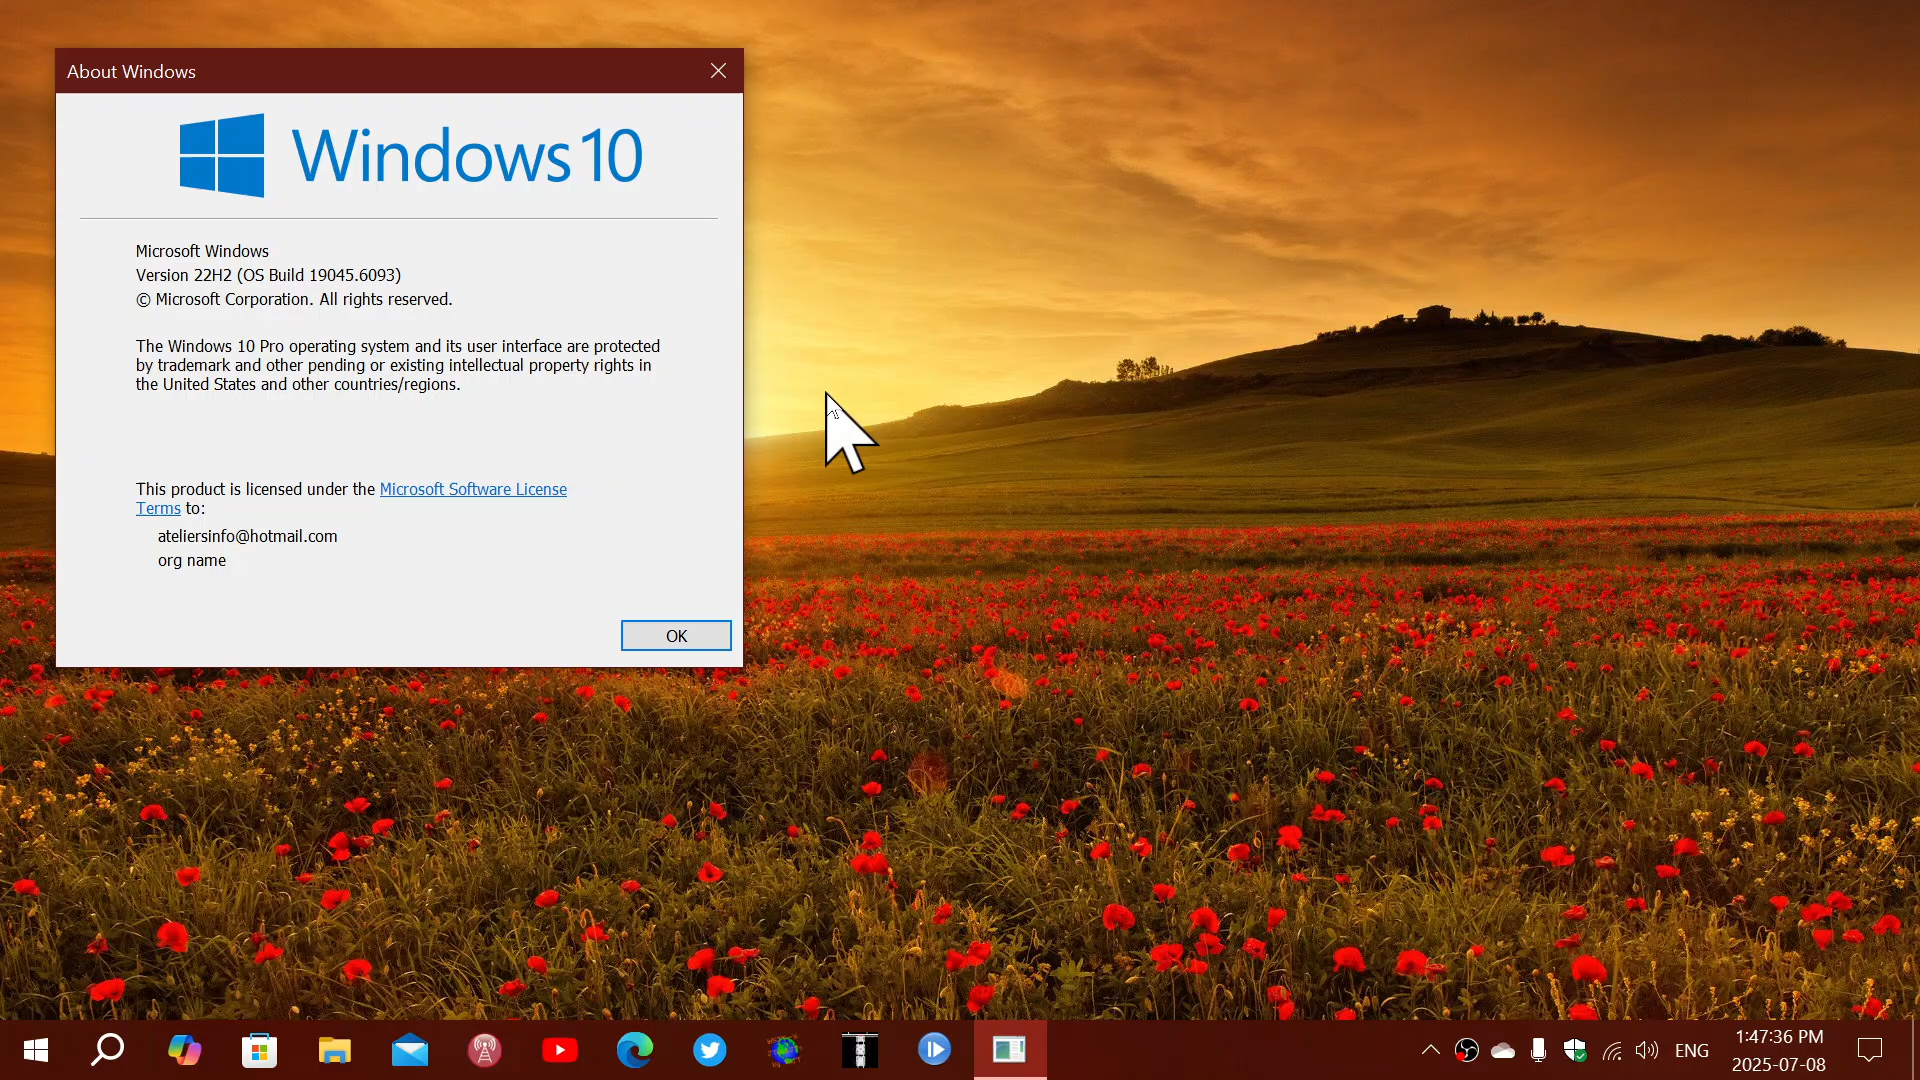 About Windows
Windows 10
Microsoft Windows
Version 22H2 (OS Build 19045.6093)
© Microsoft Corporation. All rights reserved.
The Windows 10 Pro operating system and its user interface are protected
by trademark and other pending or existing intellectual property rights in
the United States and other countries/regions.
This product is licensed under the Microsoft Software License
Terms to:
ateliersinfo@hotmail.com
org name
OK
ENG
1:47:36 PM
2025-07-08